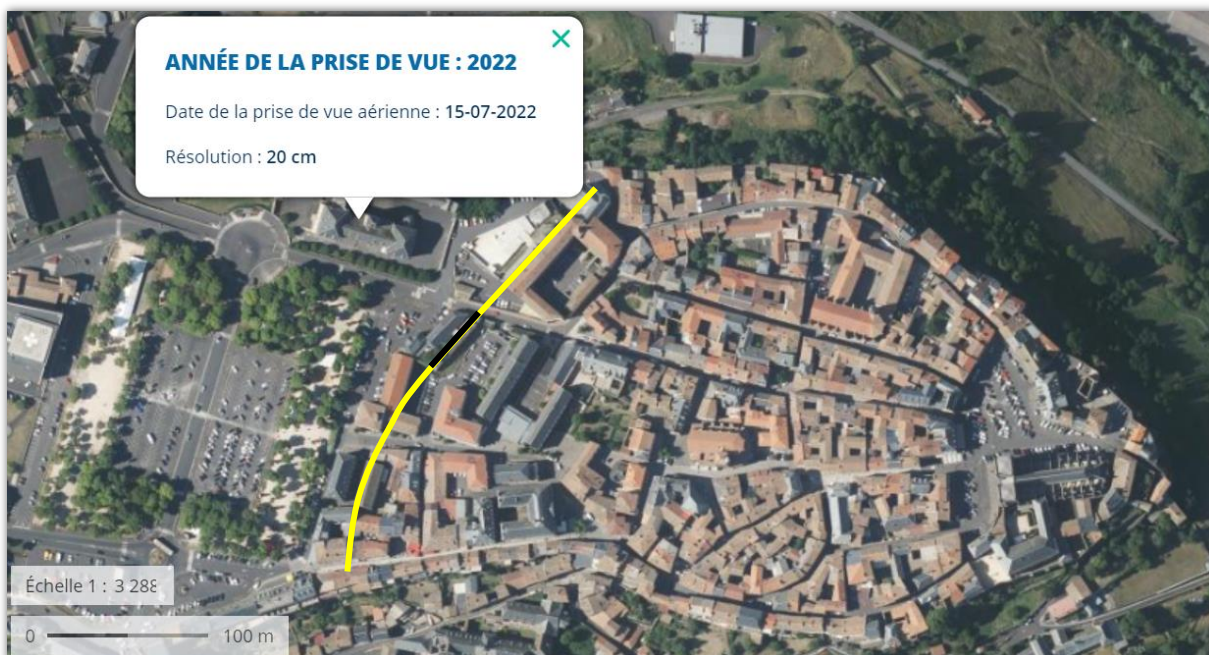 ANNÉE DE LA PRISE DE VUE : 2022
Date de la prise de vue aérienne : 15-07-2022
Résolution : 20 cm
Échelle 1 : 3 288
0 100 m